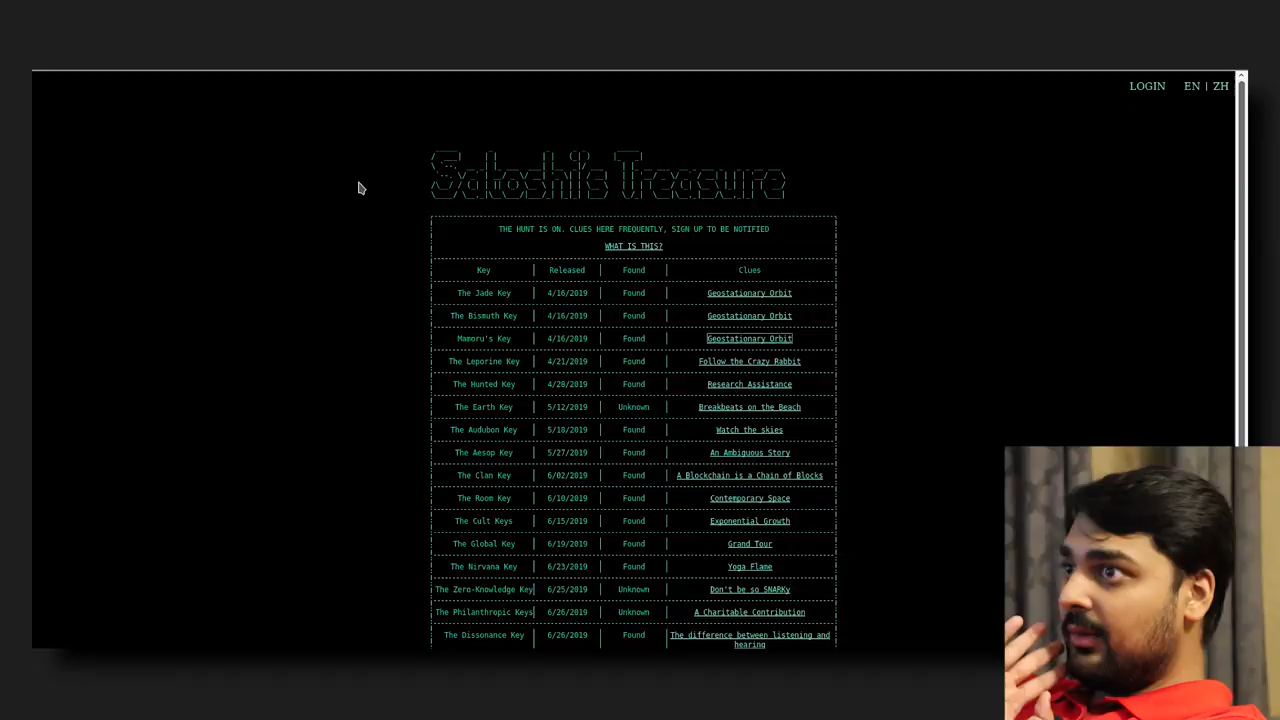 LOGIN EN | ZH
Satoshi's Treasure
THE HUNT IS ON. CLUES HERE FREQUENTLY, SIGN UP TO BE NOTIFIED
WHAT IS THIS?
Key Released Found Clues
The Jade Key 4/16/2019 Found Geostationary Orbit
The Bismuth Key 4/16/2019 Found Geostationary Orbit
Mamoru's Key 4/16/2019 Found Geostationary Orbit
The Leporine Key 4/21/2019 Found Follow the Crazy Rabbit
The Hunted Key 4/28/2019 Found Research Assistance
The Earth Key 5/12/2019 Unknown Breakbeats on the Beach
The Audubon Key 5/18/2019 Found Watch the skies
The Aesop Key 5/27/2019 Found An Ambiguous Story
The Clan Key 6/02/2019 Found A Blockchain is a Chain of Blocks
The Room Key 6/10/2019 Found Contemporary Space
The Cult Keys 6/15/2019 Found Exponential Growth
The Global Key 6/19/2019 Found Grand Tour
The Nirvana Key 6/23/2019 Found Yoga Flame
The Zero-Knowledge Key 6/25/2019 Unknown Don't be so SNARKy
The Philanthropic Keys 6/26/2019 Unknown A Charitable Contribution
The Dissonance Key 6/26/2019 Found The difference between listening and
hearing